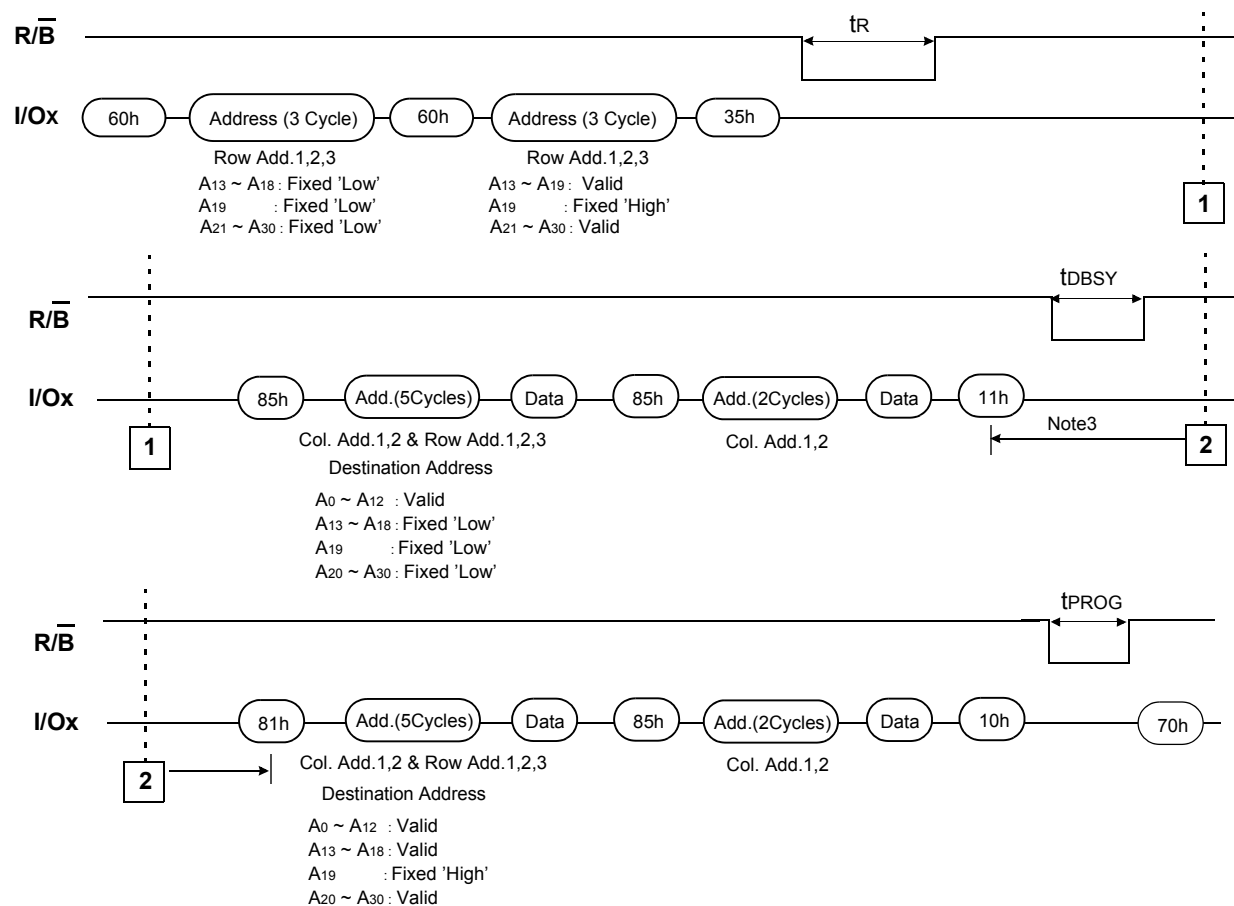 tR
R/B
I/Ox 60h Address (3 Cycle) 60h Address (3 Cycle) 35h
Row Add.1,2,3 Row Add.1,2,3
A13 ~ A18 : Fixed 'Low' A13 ~ A19 : Valid
A19 : Fixed 'Low' A19 : Fixed 'High'
A21 ~ A30 : Fixed 'Low' A21 ~ A30 : Valid
1
tDBSY
R/B
I/Ox 85h Add.(5Cycles) Data 85h Add.(2Cycles) Data 11h
Note3
1 Col. Add.1,2 & Row Add.1,2,3 Col. Add.1,2 2
Destination Address
A0 ~ A12 : Valid
A13 ~ A18 : Fixed 'Low'
A19 : Fixed 'Low'
A20 ~ A30 : Fixed 'Low'
tPROG
R/B
I/Ox 81h Add.(5Cycles) Data 85h Add.(2Cycles) Data 10h 70h
2 Col. Add.1,2 & Row Add.1,2,3 Col. Add.1,2
Destination Address
A0 ~ A12 : Valid
A13 ~ A18 : Valid
A19 : Fixed 'High'
A20 ~ A30 : Valid